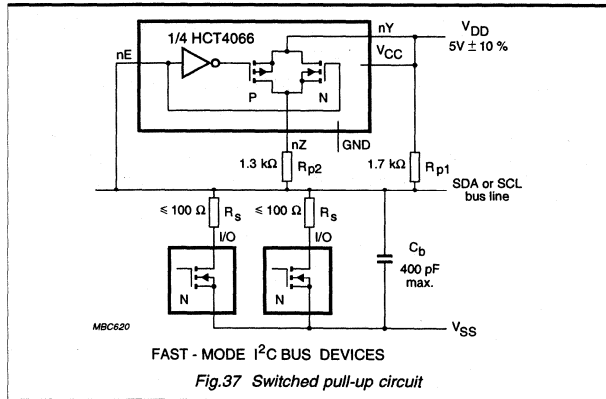 nY
V_DD
5V ± 10 %
1/4 HCT4066
nE
V_CC
P
N
nZ
GND
1.3 kΩ
R_p2
1.7 kΩ
R_p1
SDA or SCL
bus line
≤ 100 Ω
R_s
≤ 100 Ω
R_s
I/O
I/O
C_b
400 pF
max.
N
N
MBC620
V_SS
FAST - MODE I²C BUS DEVICES
Fig.37 Switched pull-up circuit